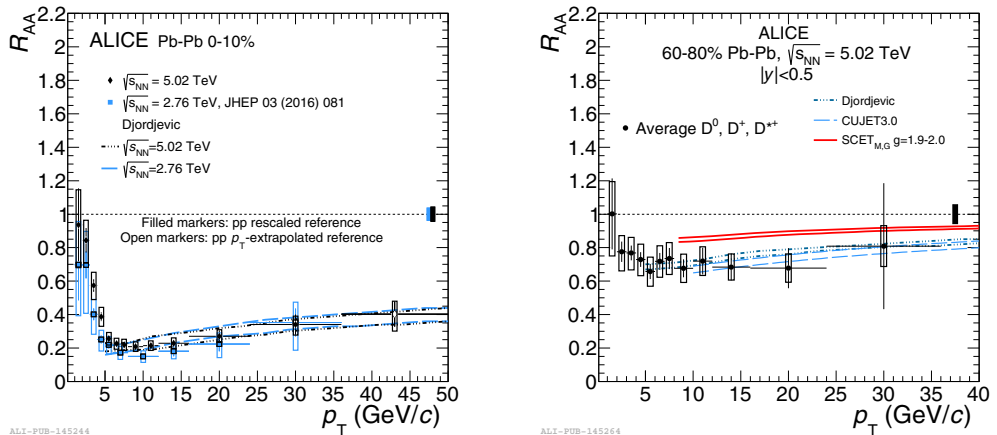 ALICE Pb-Pb 0-10%
√s_NN = 5.02 TeV
√s_NN = 2.76 TeV, JHEP 03 (2016) 081
Djordjevic
√s_NN=5.02 TeV
√s_NN=2.76 TeV
Filled markers: pp rescaled reference
Open markers: pp p_T-extrapolated reference
R_AA
2.2
2
1.8
1.6
1.4
1.2
1
0.8
0.6
0.4
0.2
0
5 10 15 20 25 30 35 40 45 50
p_T (GeV/c)
ALI-PUB-145244
ALICE
60-80% Pb-Pb, √s_NN = 5.02 TeV
|y|<0.5
Djordjevic
CUJET3.0
SCET_M,G g=1.9-2.0
Average D⁰, D⁺, D*⁺
R_AA
2.2
2
1.8
1.6
1.4
1.2
1
0.8
0.6
0.4
0.2
0
5 10 15 20 25 30 35 40
p_T (GeV/c)
ALI-PUB-145264